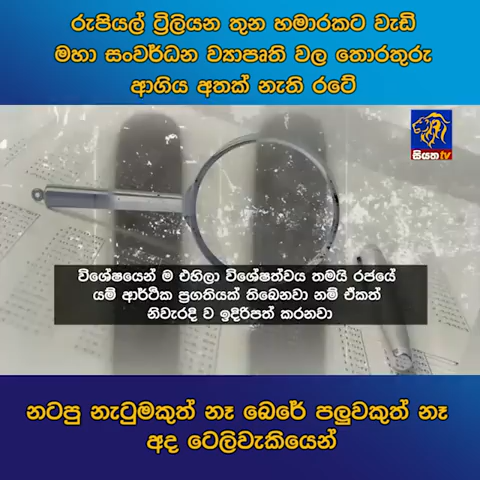 රුපියල් ට්‍රිලියන තුන හමාරකට වැඩි
මහා සංවර්ධන ව්‍යාපෘති වල තොරතුරු
ආගිය අතක් නැති රටේ
සියත tv
විශේෂයෙන් ම එහිලා විශේෂත්වය තමයි රජයේ
යම් ආර්ථික ප්‍රගතියක් තිබෙනවා නම් ඒකත්
නිවැරදි ව ඉදිරිපත් කරනවා
නටපු නැටුමකුත් නෑ බෙරේ පලුවකුත් නෑ
අද ටෙලිවැකියෙන්